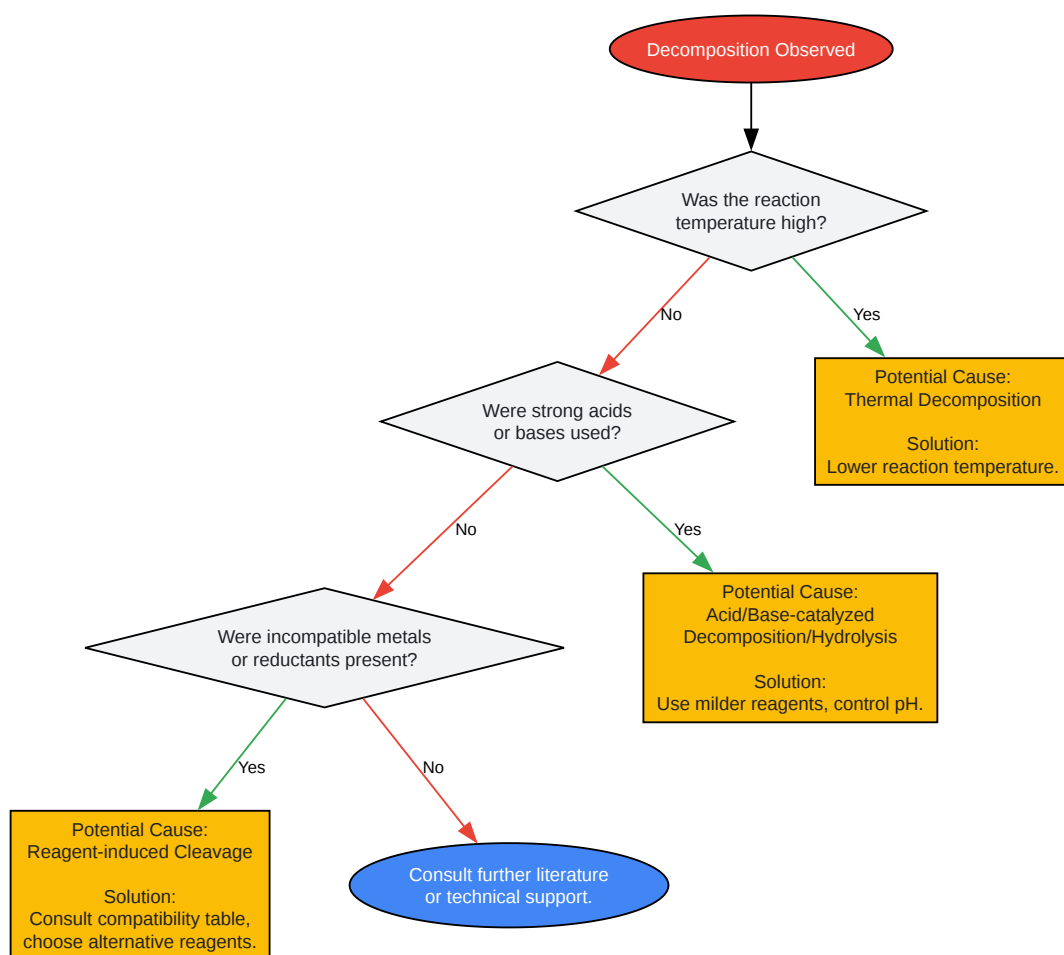 Decomposition Observed
Was the reaction
temperature high?
No
Yes
Potential Cause:
Thermal Decomposition
Solution:
Lower reaction temperature.
Were strong acids
or bases used?
No
Yes
Potential Cause:
Acid/Base-catalyzed
Decomposition/Hydrolysis
Solution:
Use milder reagents, control pH.
Were incompatible metals
or reductants present?
Yes
No
Potential Cause:
Reagent-induced Cleavage
Solution:
Consult compatibility table,
choose alternative reagents.
Consult further literature
or technical support.